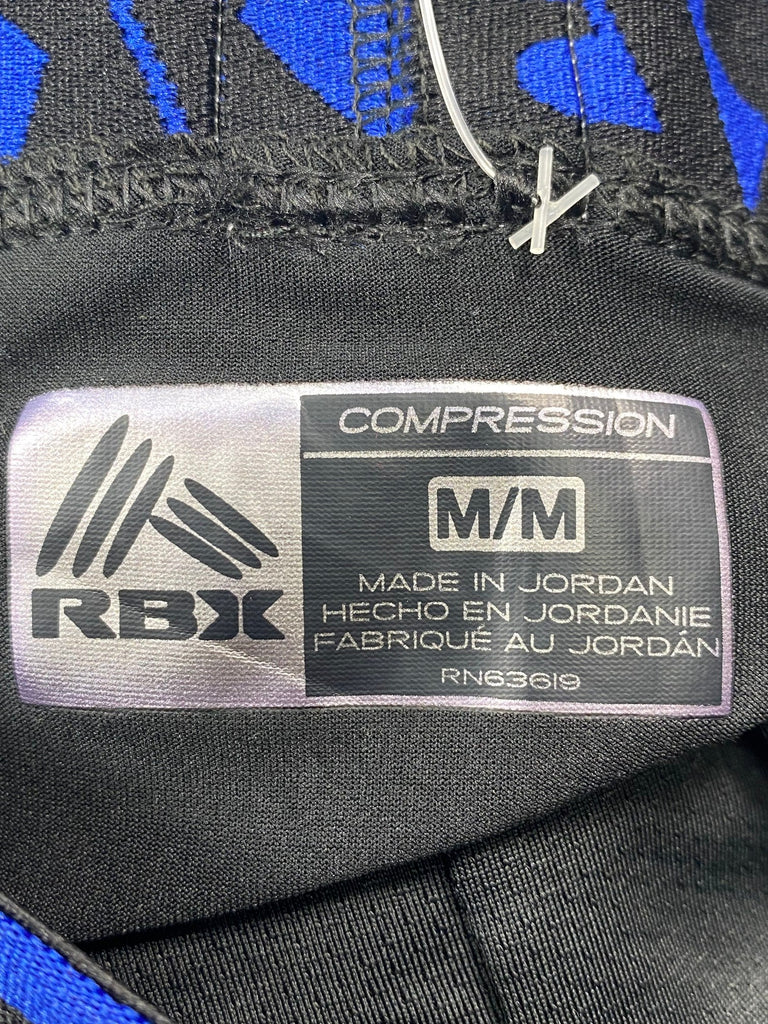 RBX
COMPRESSION
M/M
MADE IN JORDAN
HECHO EN JORDANIE
FABRIQUÉ AU JORDÁN
RN63619